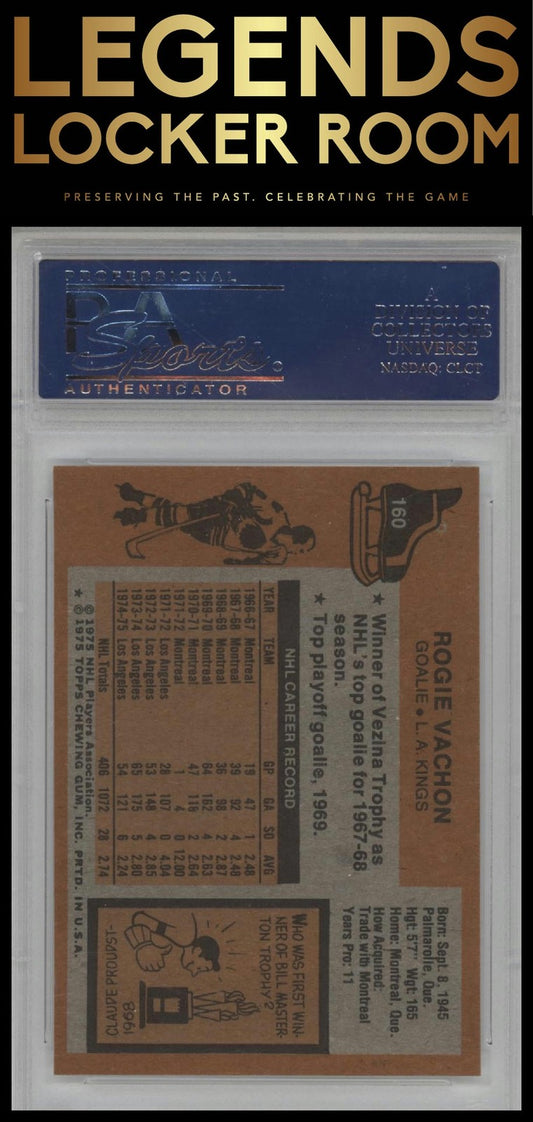 LEGENDS
LOCKER ROOM
PRESERVING THE PAST. CELEBRATING THE GAME
PROFESSIONAL
PSA
Sports
AUTHENTICATOR
A
DIVISION OF
COLLECTORS
UNIVERSE
NASDAQ: CLCT
160
ROGIE VACHON
GOALIE • L. A. KINGS
★ Winner of Vezina Trophy as
NHL's top goalie for 1967-68
season.
★ Top playoff goalie, 1969.
Born: Sept. 8, 1945
Palmarolle, Que.
Hgt: 5'7" Wgt: 165
Home: Montreal, Que.
How Acquired:
Trade with Montreal
Years Pro: 11
NHL CAREER RECORD
YEAR TEAM GP GA SO AVG
1966-67 Montreal 19 47 1 2.48
1967-68 Montreal 39 92 4 2.48
1968-69 Montreal 36 98 2 2.87
1969-70 Montreal 64 162 4 2.63
1970-71 Montreal 47 118 2 2.64
1971-72 Montreal 1 4 0 12.00
1971-72 Los Angeles 28 107 0 4.04
1972-73 Los Angeles 53 148 4 2.85
1973-74 Los Angeles 65 175 5 2.80
1974-75 Los Angeles 54 121 6 2.24
NHL Totals 406 1072 28 2.74
WHO WAS FIRST WIN-
NER OF BILL MASTER-
TON TROPHY?
CLAUDE PROVOST-
1968
© 1975 NHL Players Association.
★ © 1975 TOPPS CHEWING GUM, INC. PRTD. IN U.S.A.